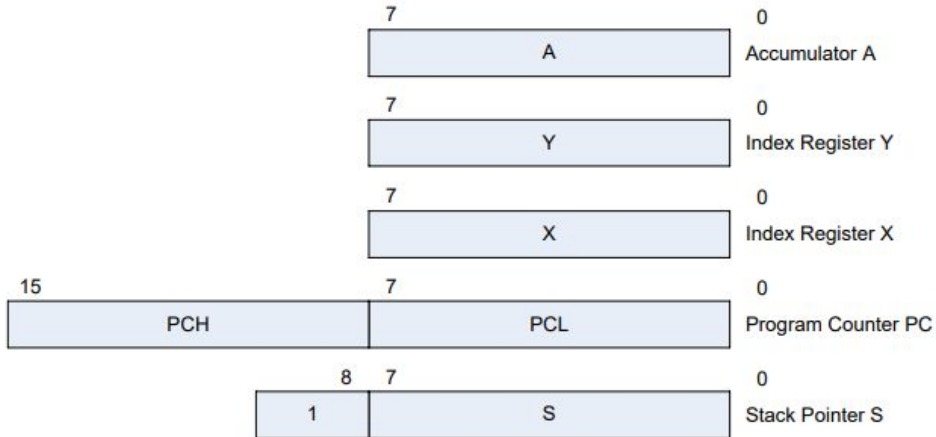 7 0
A Accumulator A
7 0
Y Index Register Y
7 0
X Index Register X
15 7 0
PCH PCL Program Counter PC
8 7 0
1 S Stack Pointer S